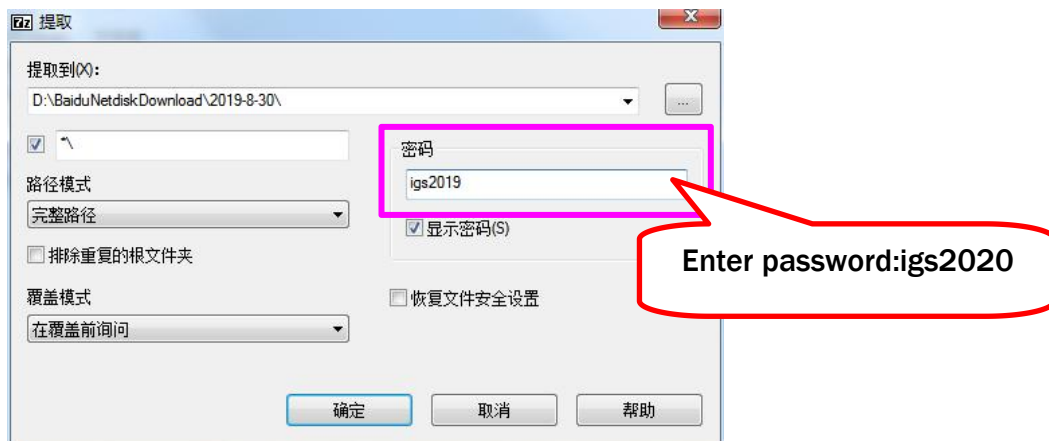 7z 提取
提取到(X):
D:\BaiduNetdiskDownload\2019-8-30\
...
*\
密码
igs2019
路径模式
完整路径
显示密码(S)
Enter password:igs2020
排除重复的根文件夹
覆盖模式
恢复文件安全设置
在覆盖前询问
确定
取消
帮助